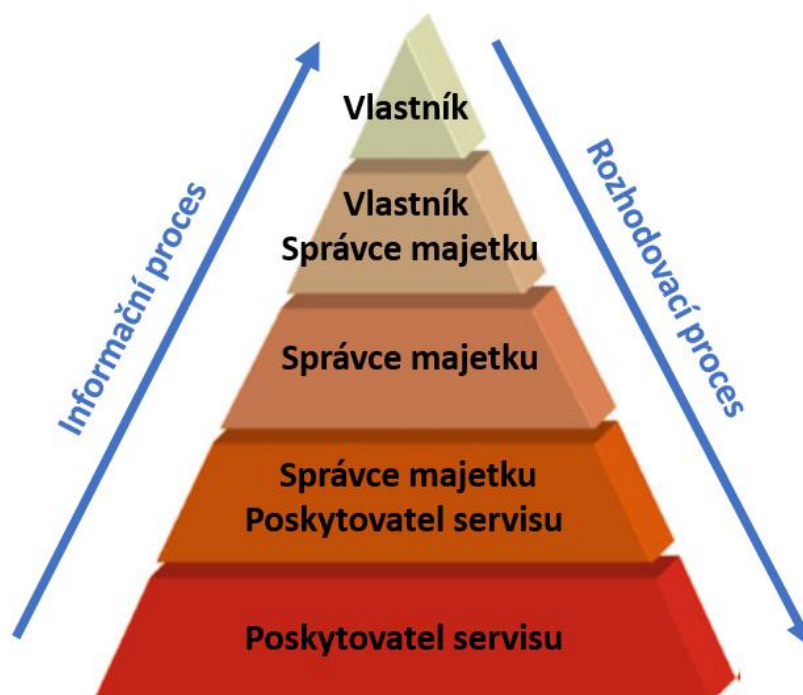 Vlastník
Vlastník
Správce majetku
Správce majetku
Správce majetku
Poskytovatel servisu
Poskytovatel servisu
Informační proces
Rozhodovací proces